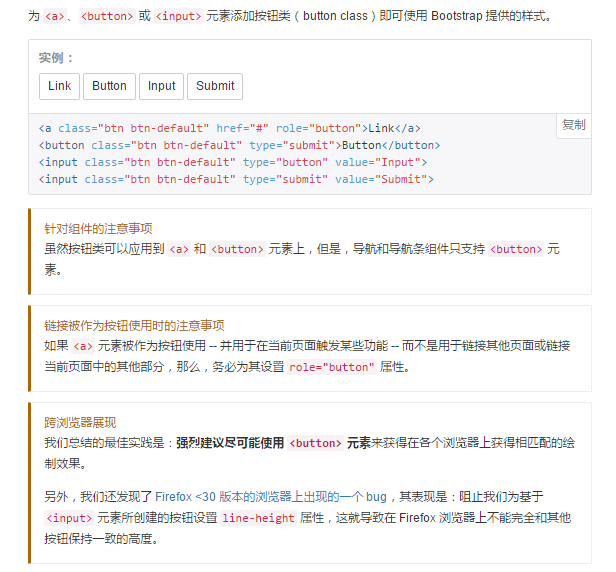 为 <a>、<button> 或 <input> 元素添加按钮类（button class）即可使用 Bootstrap 提供的样式。
实例：
Link Button Input Submit
复制
<a class="btn btn-default" href="#" role="button">Link</a>
<button class="btn btn-default" type="submit">Button</button>
<input class="btn btn-default" type="button" value="Input">
<input class="btn btn-default" type="submit" value="Submit">
针对组件的注意事项
虽然按钮类可以应用到 <a> 和 <button> 元素上，但是，导航和导航条组件只支持 <button> 元
素。
链接被作为按钮使用时的注意事项
如果 <a> 元素被作为按钮使用 -- 并用于在当前页面触发某些功能 -- 而不是用于链接其他页面或链接
当前页面中的其他部分，那么，务必为其设置 role="button" 属性。
跨浏览器展现
我们总结的最佳实践是：强烈建议尽可能使用 <button> 元素来获得在各个浏览器上获得相匹配的绘
制效果。
另外，我们还发现了 Firefox <30 版本的浏览器上出现的一个 bug，其表现是：阻止我们为基于
<input> 元素所创建的按钮设置 line-height 属性，这就导致在 Firefox 浏览器上不能完全和其他
按钮保持一致的高度。